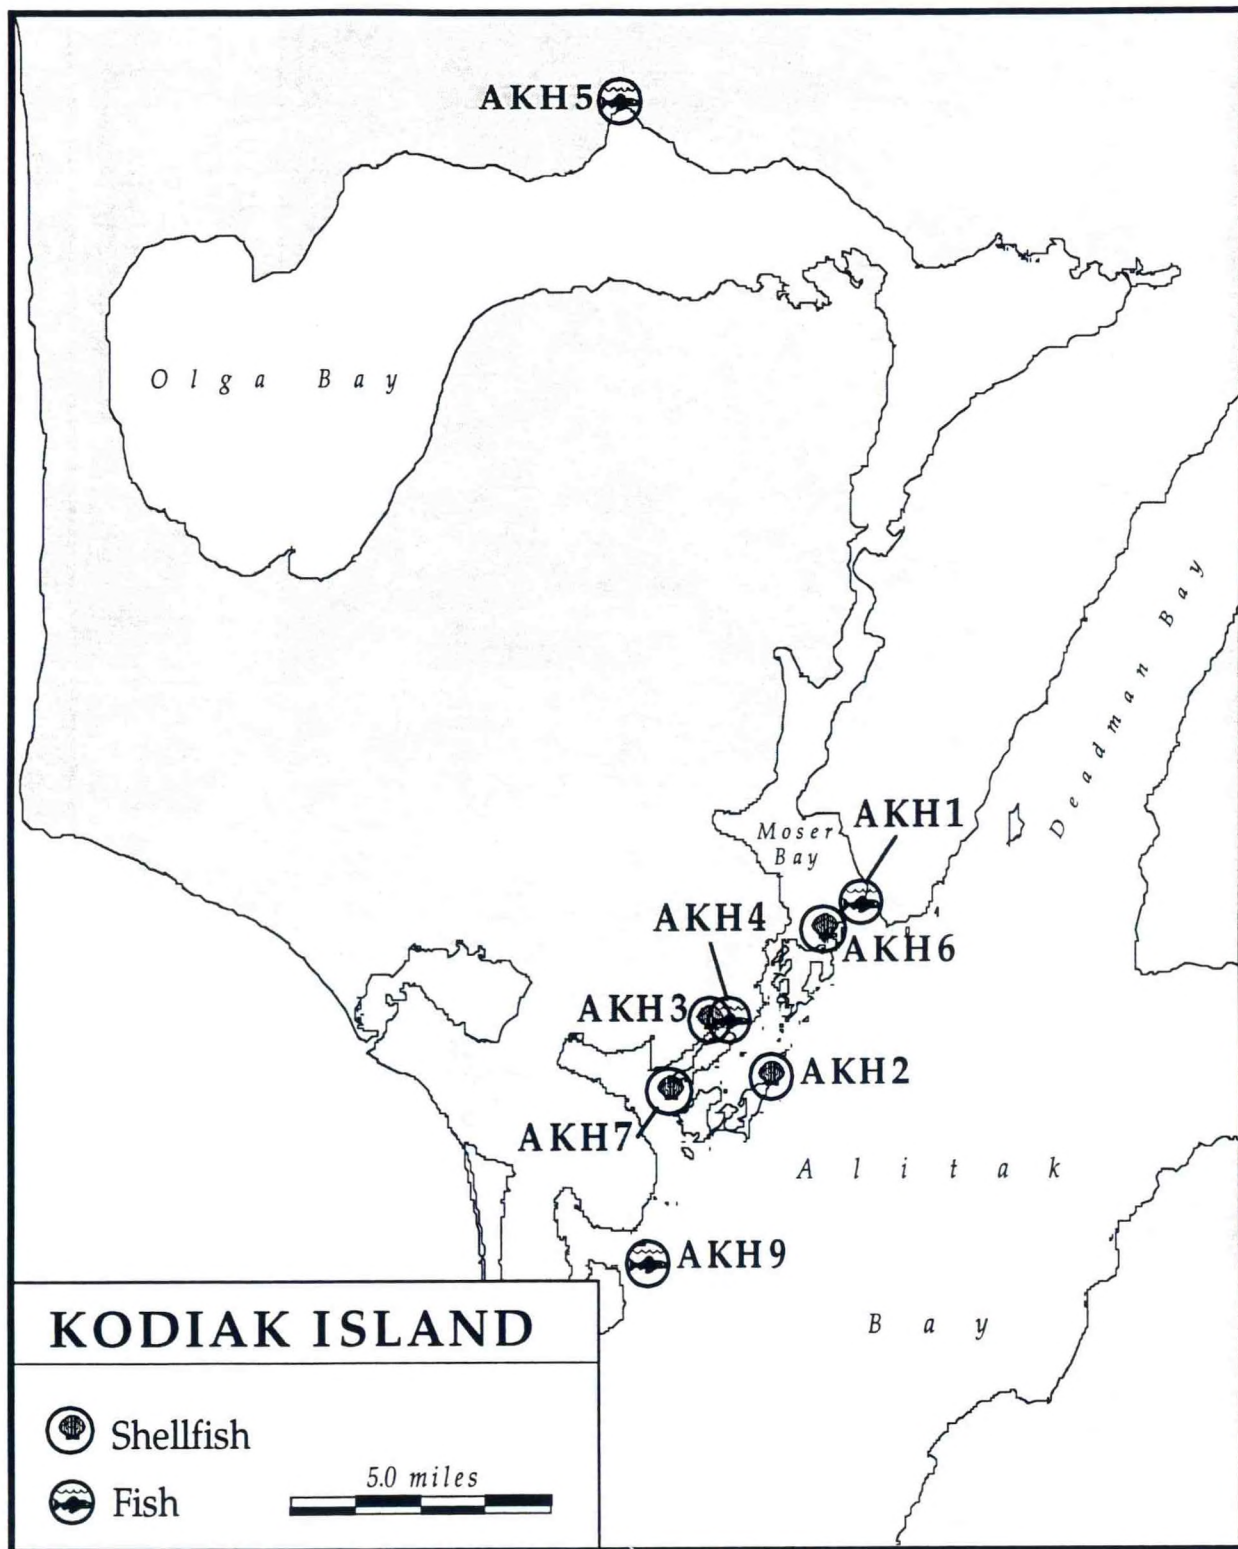 AKH5
Olga Bay
Deadman Bay
AKH1
Moser
Bay
AKH4
AKH6
AKH3
AKH2
AKH7
Alitak
AKH9
Bay
KODIAK ISLAND
Shellfish
5.0 miles
Fish